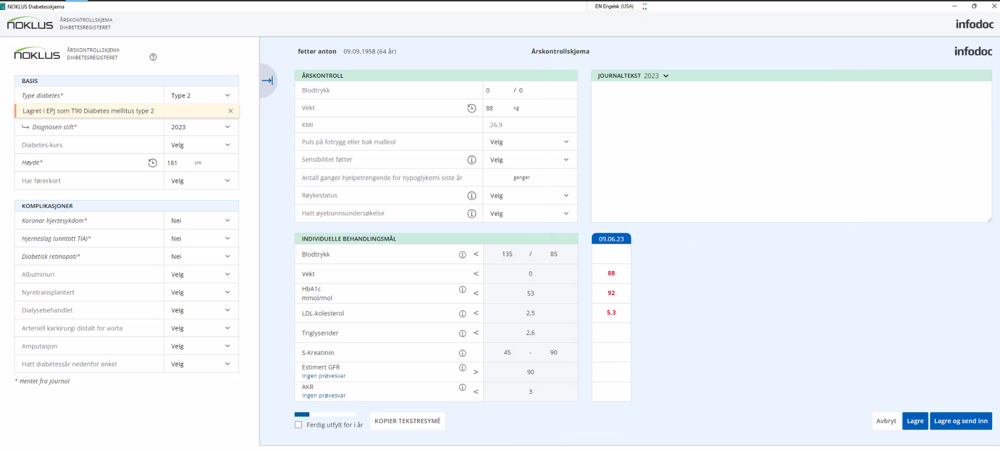 NOKLUS Diabetesskjema
EN Engelsk (USA)
NOKLUS
ÅRSKONTROLLSKJEMA
DIABETESREGISTERET
infodoc
NOKLUS
ÅRSKONTROLLSKJEMA
DIABETESREGISTERET
BASIS
Type diabetes* Type 2
Lagret i EPJ som T90 Diabetes mellitus type 2
Diagnosen stilt* 2023
Diabetes-kurs Velg
Høyde* 181 cm
Har førerkort Velg
KOMPLIKASJONER
Koronar hjertesykdom* Nei
Hjerneslag (unntatt TIA)* Nei
Diabetisk retinopati* Nei
Albuminuri Velg
Nyretransplantert Velg
Dialysebehandlet Velg
Arteriell karkirurgi distalt for aorta Velg
Amputasjon Velg
Hatt diabetessår nedenfor ankel Velg
* Hentet fra journal
fetter anton 09.09.1958 (64 år)
Årskontrollskjema
infodoc
ÅRSKONTROLL
Blodtrykk 0 / 0
Vekt 88 kg
KMI 26,9
Puls på fotrygg eller bak malleol Velg
Sensibilitet føtter Velg
Antall ganger hjelpetrengende for hypoglykemi siste år ganger
Røykestatus Velg
Hatt øyebunnsundersøkelse Velg
JOURNALTEKST 2023
INDIVIDUELLE BEHANDLINGSMÅL 09.06.23
Blodtrykk < 135 / 85
Vekt < 0 88
HbA1c
mmol/mol < 53 92
LDL-kolesterol < 2,5 5,3
Triglyserider < 2,6
S-Kreatinin 45 - 90
Estimert GFR
Ingen prøvesvar > 90
AKR
Ingen prøvesvar < 3
Ferdig utfylt for i år
KOPIER TEKSTRESYMÉ
Avbryt
Lagre
Lagre og send inn